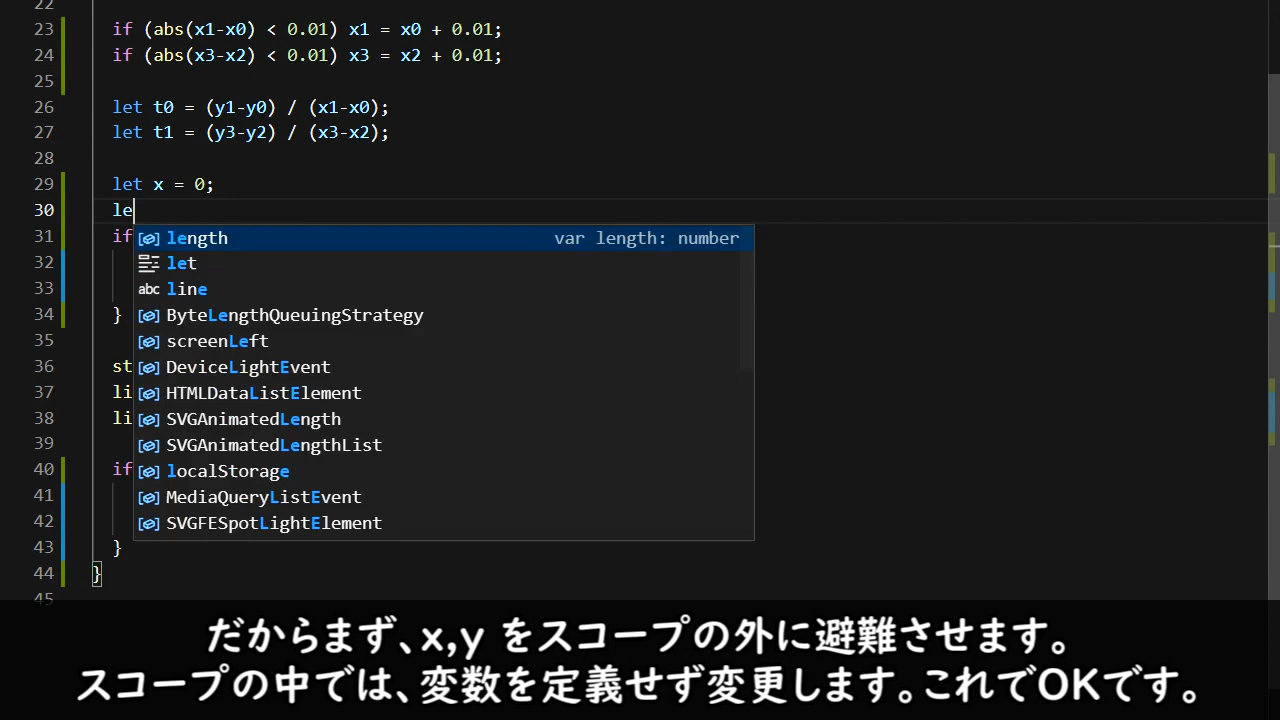 22
23 if (abs(x1-x0) < 0.01) x1 = x0 + 0.01;
24 if (abs(x3-x2) < 0.01) x3 = x2 + 0.01;
25
26 let t0 = (y1-y0) / (x1-x0);
27 let t1 = (y3-y2) / (x3-x2);
28
29 let x = 0;
30 le
31 if length var length: number
32 let
33 line
34 } ByteLengthQueuingStrategy
35 screenLeft
36 st DeviceLightEvent
37 li HTMLDataListElement
38 li SVGAnimatedLength
39 SVGAnimatedLengthList
40 if localStorage
41 MediaQueryListEvent
42 SVGFESpotLightElement
43 }
44 }
45
だからまず、x,y をスコープの外に避難させます。
スコープの中では、変数を定義せず変更します。これでOKです。